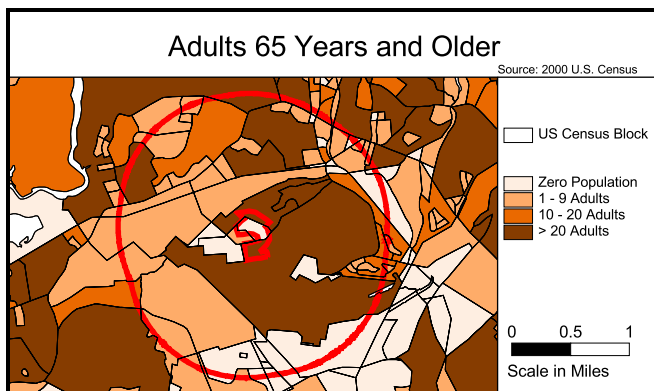 Adults 65 Years and Older
Source: 2000 U.S. Census
US Census Block
Zero Population
1 - 9 Adults
10 - 20 Adults
> 20 Adults
0 0.5 1
Scale in Miles